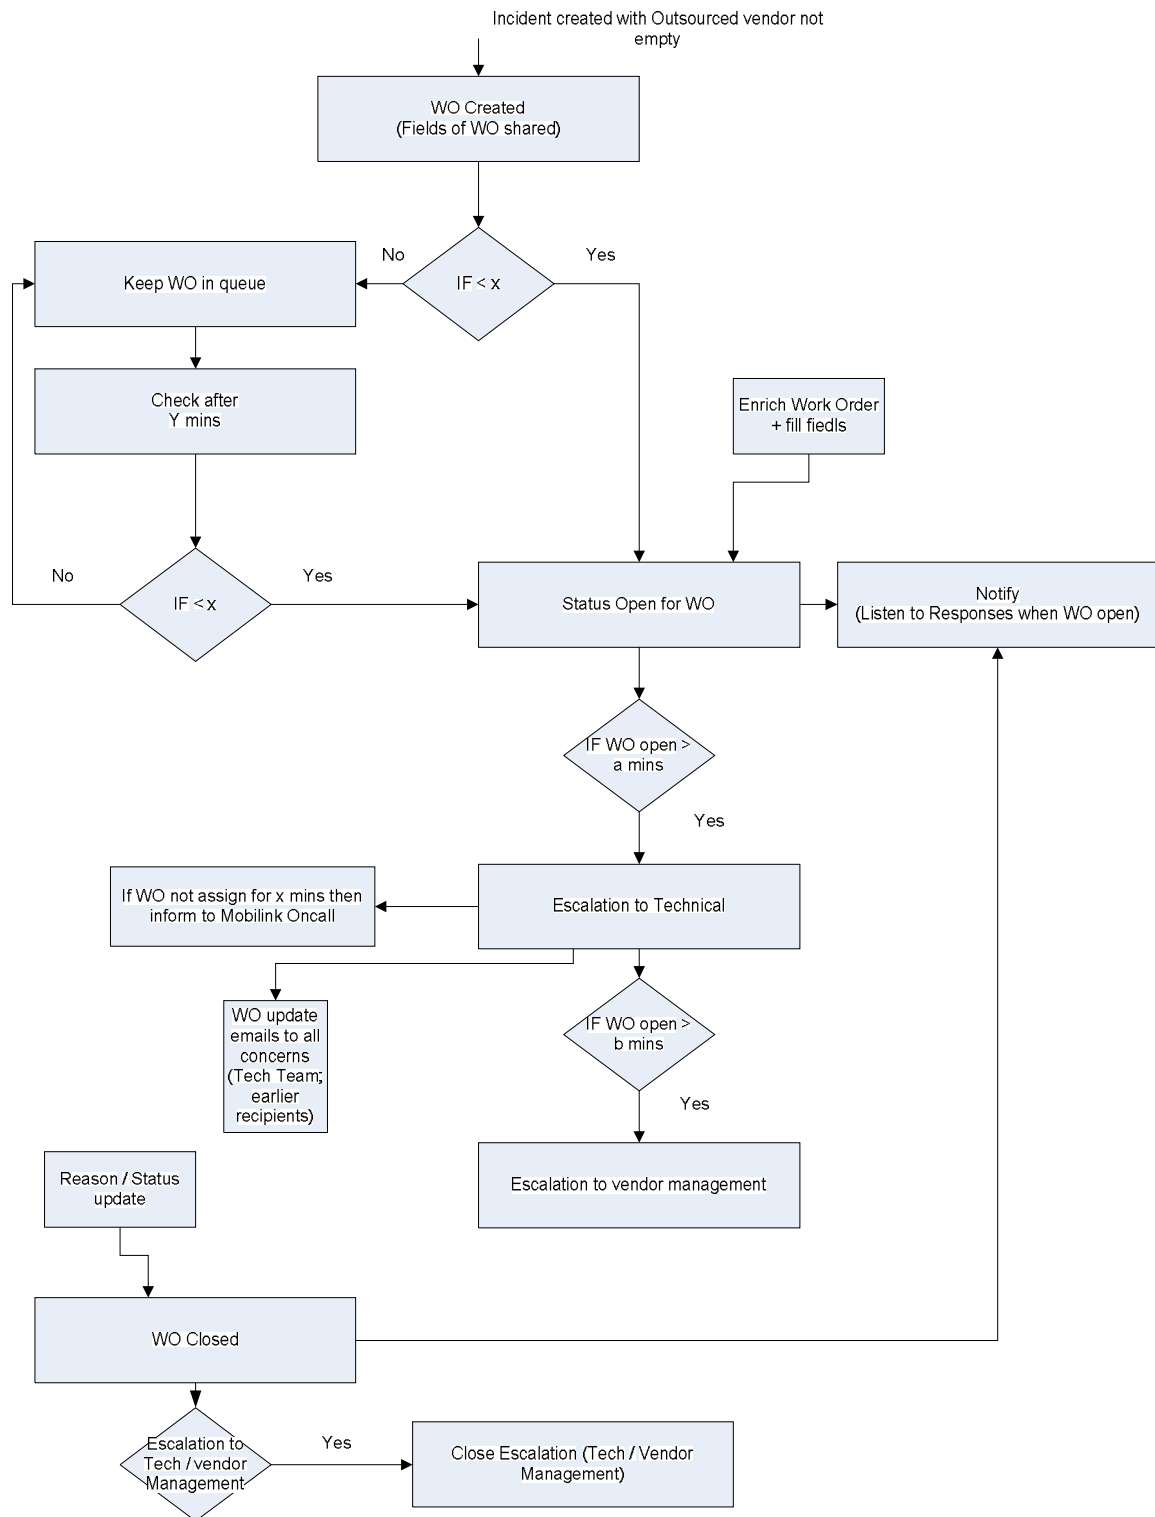 Incident created with Outsourced vendor not
empty
WO Created
(Fields of WO shared)
No
Yes
IF < x
Keep WO in queue
Check after
Y mins
Enrich Work Order
+ fill fiedls
No
Yes
IF < x
Status Open for WO
Notify
(Listen to Responses when WO open)
IF WO open >
a mins
Yes
If WO not assign for x mins then
inform to Mobilink Oncall
Escalation to Technical
WO update
emails to all
concerns
(Tech Team;
earlier
recipients)
IF WO open >
b mins
Yes
Escalation to vendor management
Reason / Status
update
WO Closed
Escalation to
Tech / vendor
Management
Yes
Close Escalation (Tech / Vendor
Management)